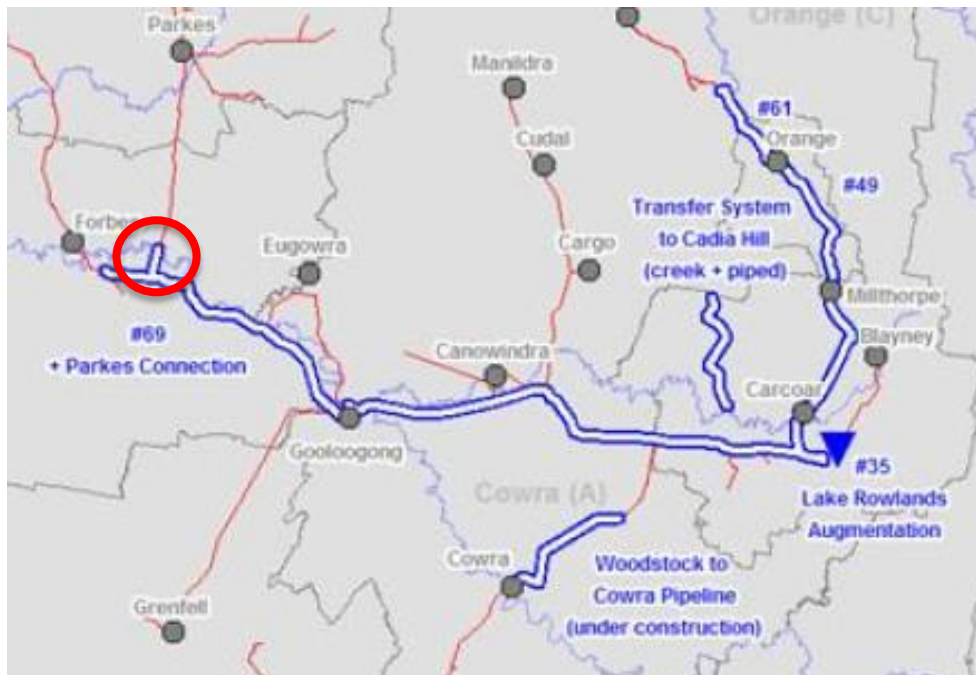 Orange (C)
Parkes
Manildra
#61
Cudal
Orange
#49
Transfer System
to Cadia Hill
(creek + piped)
Forbes
Eugowra
Cargo
Millthorpe
#69
+ Parkes Connection
Blayney
Canowindra
Carcoar
Gooloogong
#35
Lake Rowlands
Augmentation
Cowra (A)
Cowra
Woodstock to
Cowra Pipeline
(under construction)
Grenfell